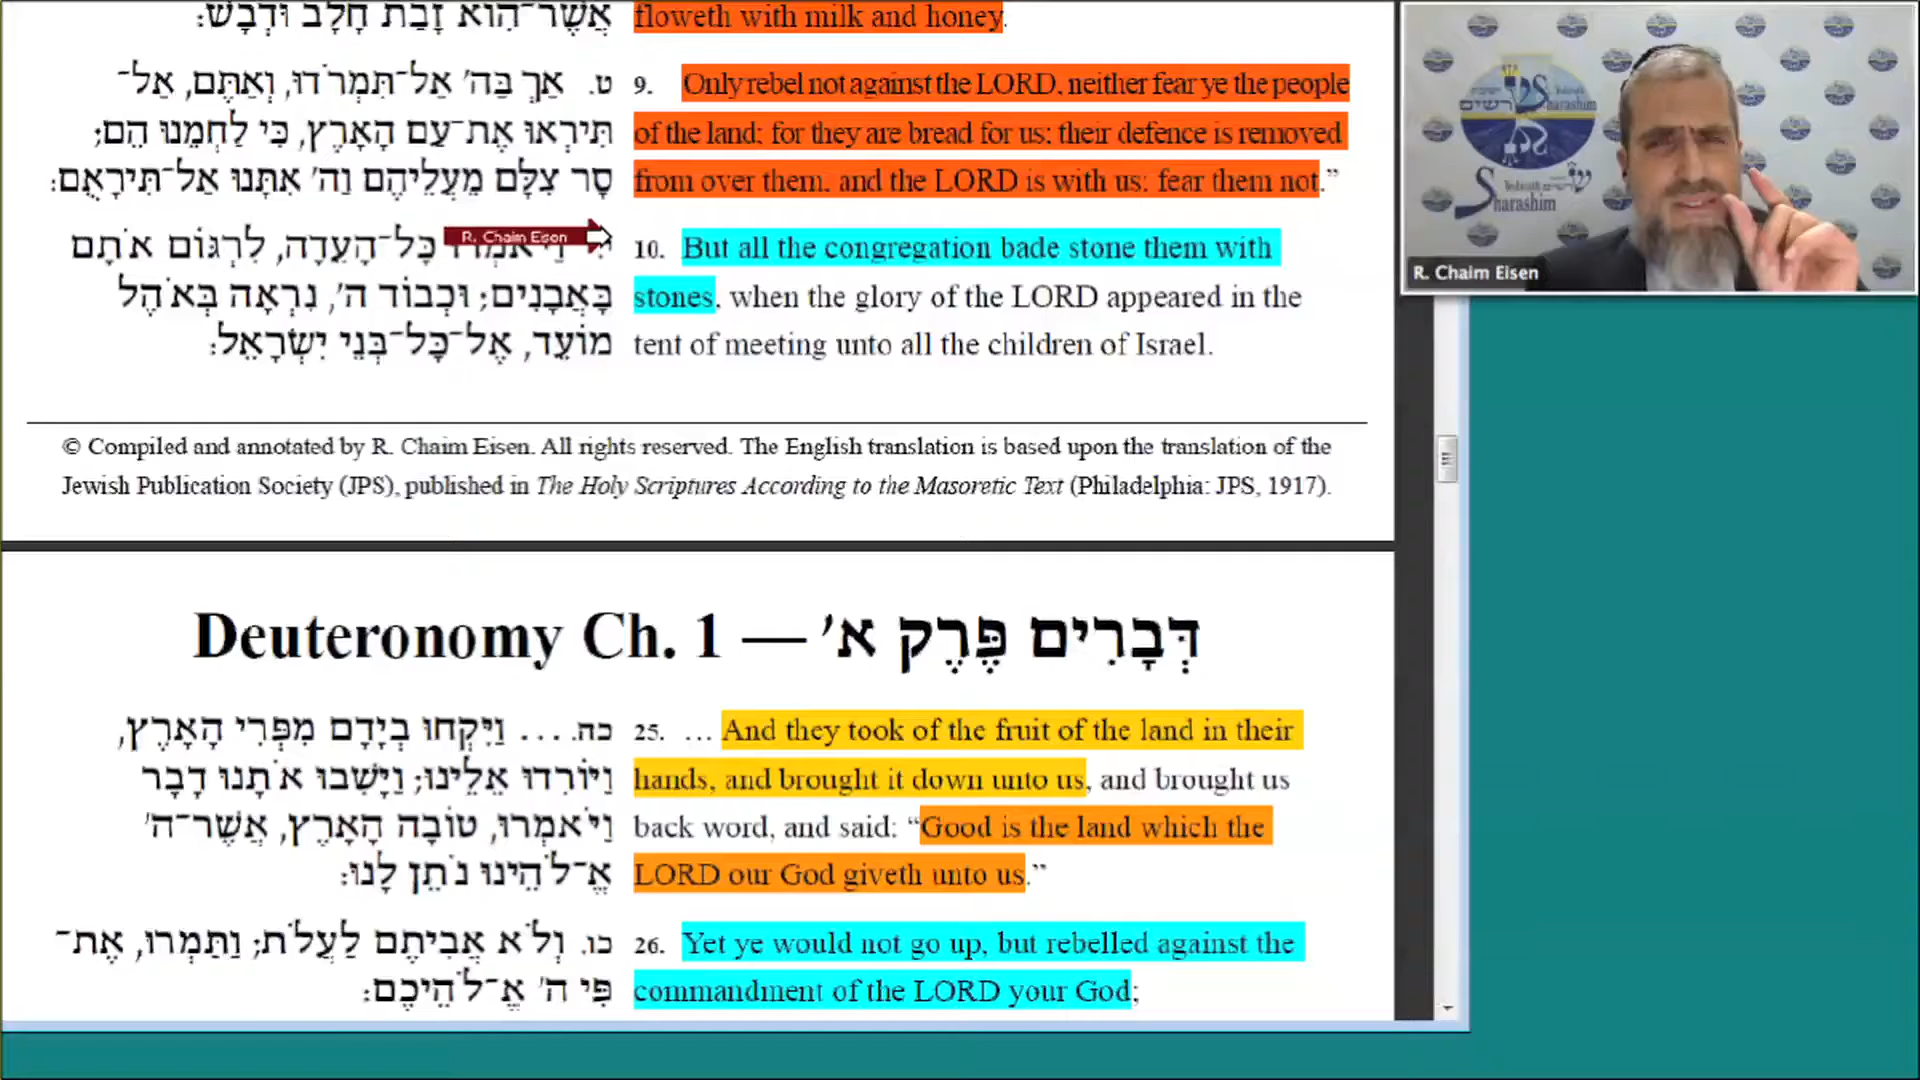 אֲשֶׁר־הִוא זָבַת חָלָב וּדְבָשׁ:
floweth with milk and honey.
ט. אַךְ בַּה' אַל־תִּמְרֹדוּ, וְאַתֶּם, אַל־
תִּירְאוּ אֶת־עַם הָאָרֶץ, כִּי לַחְמֵנוּ הֵם;
סָר צִלָּם מֵעֲלֵיהֶם וַה' אִתָּנוּ אַל־תִּירָאֻם:
9. Only rebel not against the LORD, neither fear ye the people
of the land; for they are bread for us; their defence is removed
from over them, and the LORD is with us; fear them not.”
R. Chaim Eisen
כָּל־הָעֵדָה, לִרְגּוֹם אֹתָם
בָּאֲבָנִים; וּכְבוֹד ה', נִרְאָה בְּאֹהֶל
מוֹעֵד, אֶל־כָּל־בְּנֵי יִשְׂרָאֵל:
10. But all the congregation bade stone them with
stones, when the glory of the LORD appeared in the
tent of meeting unto all the children of Israel.
© Compiled and annotated by R. Chaim Eisen. All rights reserved. The English translation is based upon the translation of the
Jewish Publication Society (JPS), published in The Holy Scriptures According to the Masoretic Text (Philadelphia: JPS, 1917).
Deuteronomy Ch. 1 — דְּבָרִים פֶּרֶק א'
כה. ... וַיִּקְחוּ בְיָדָם מִפְּרִי הָאָרֶץ,
וַיּוֹרִדוּ אֵלֵינוּ; וַיָּשִׁבוּ אֹתָנוּ דָבָר
וַיֹּאמְרוּ, טוֹבָה הָאָרֶץ, אֲשֶׁר־ה'
אֱ־לֹהֵינוּ נֹתֵן לָנוּ:
25. … And they took of the fruit of the land in their
hands, and brought it down unto us, and brought us
back word, and said: “Good is the land which the
LORD our God giveth unto us.”
כו. וְלֹא אֲבִיתֶם לַעֲלֹת; וַתַּמְרוּ, אֶת־
פִּי ה' אֱ־לֹהֵיכֶם:
26. Yet ye would not go up, but rebelled against the
commandment of the LORD your God;
שרשים
Yeshivath
Sharashim
R. Chaim Eisen